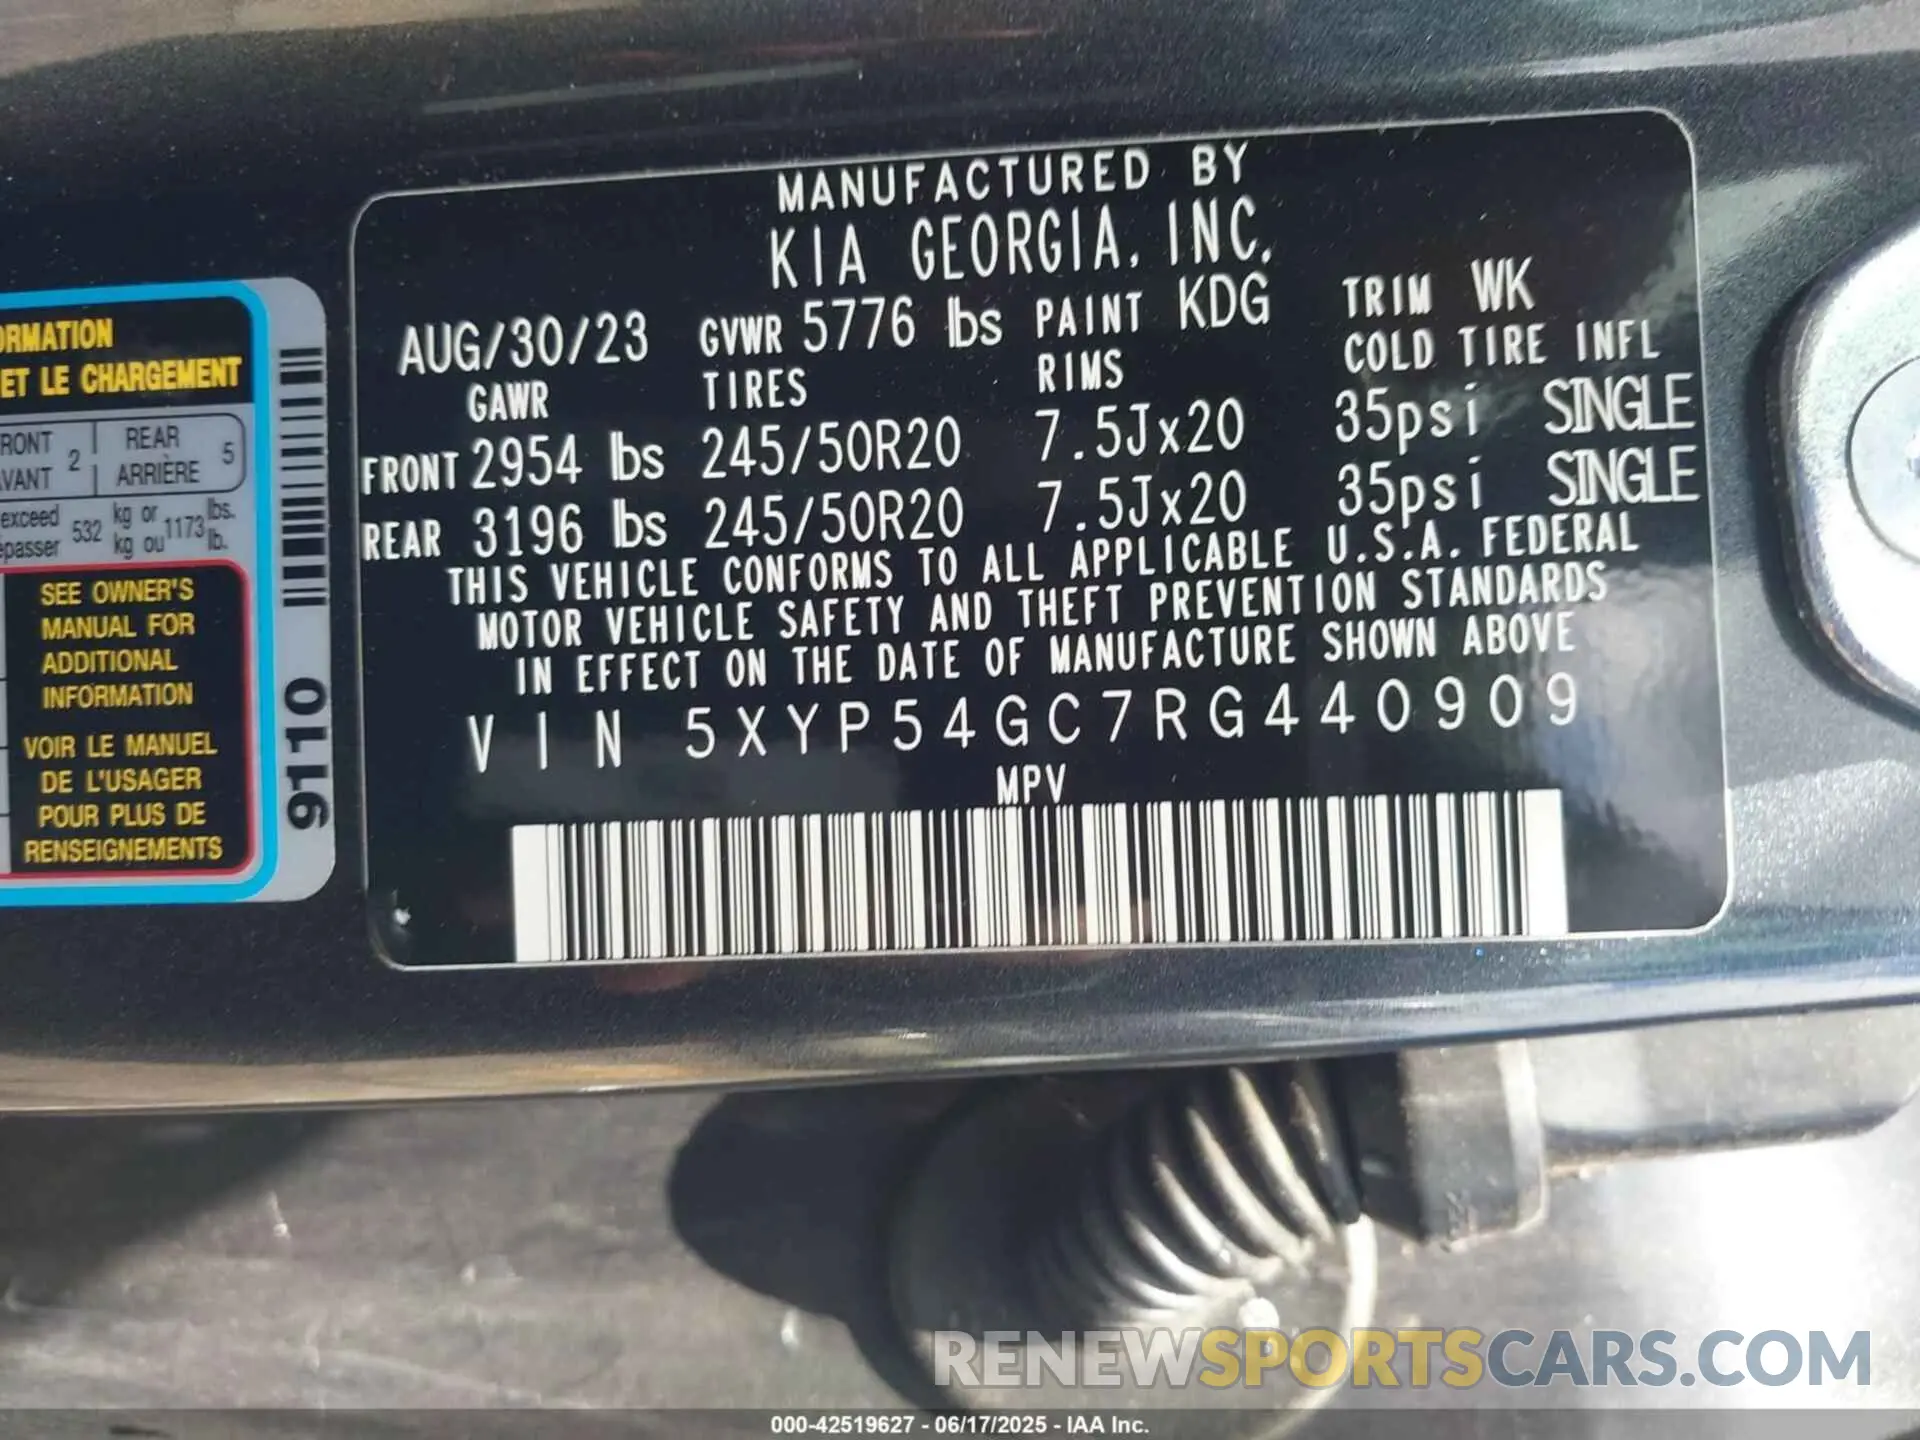 MANUFACTURED BY
KIA GEORGIA, INC.
AUG/30/23 GVWR 5776 lbs PAINT KDG TRIM WK
GAWR TIRES RIMS COLD TIRE INFL
FRONT 2954 lbs 245/50R20 7.5Jx20 35psi SINGLE
REAR 3196 lbs 245/50R20 7.5Jx20 35psi SINGLE
THIS VEHICLE CONFORMS TO ALL APPLICABLE U.S.A. FEDERAL
MOTOR VEHICLE SAFETY AND THEFT PREVENTION STANDARDS
IN EFFECT ON THE DATE OF MANUFACTURE SHOWN ABOVE
VIN 5XYP54GC7RG440909
MPV
ORMATION
ET LE CHARGEMENT
RONT 2 REAR 5
VANT ARRIÈRE
exceed 532 kg or 1173 lbs.
épasser kg ou lb.
SEE OWNER'S
MANUAL FOR
ADDITIONAL
INFORMATION
VOIR LE MANUEL
DE L'USAGER
POUR PLUS DE
RENSEIGNEMENTS
9110
RENEWSPORTSCARS.COM
000-42519627 - 06/17/2025 - IAA Inc.